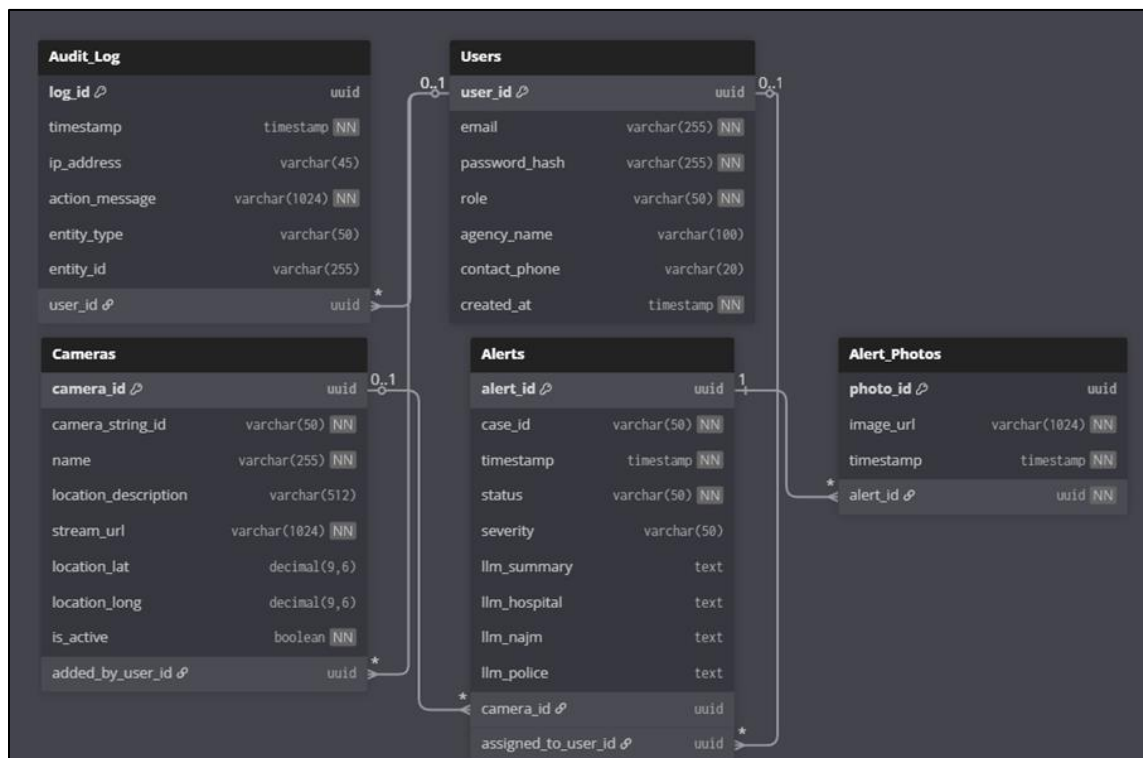 Audit_Log
log_id uuid
timestamp timestamp NN
ip_address varchar(45)
action_message varchar(1024) NN
entity_type varchar(50)
entity_id varchar(255)
user_id uuid
*
Users
0..1 user_id uuid 0..1
email varchar(255) NN
password_hash varchar(255) NN
role varchar(50) NN
agency_name varchar(100)
contact_phone varchar(20)
created_at timestamp NN
Cameras
camera_id uuid 0..1
camera_string_id varchar(50) NN
name varchar(255) NN
location_description varchar(512)
stream_url varchar(1024) NN
location_lat decimal(9,6)
location_long decimal(9,6)
is_active boolean NN
added_by_user_id uuid *
Alerts
alert_id uuid 1
case_id varchar(50) NN
timestamp timestamp NN
status varchar(50) NN
severity varchar(50)
llm_summary text
llm_hospital text
llm_najm text
llm_police text
* camera_id uuid
assigned_to_user_id uuid *
Alert_Photos
photo_id uuid
image_url varchar(1024) NN
timestamp timestamp NN
* alert_id uuid NN